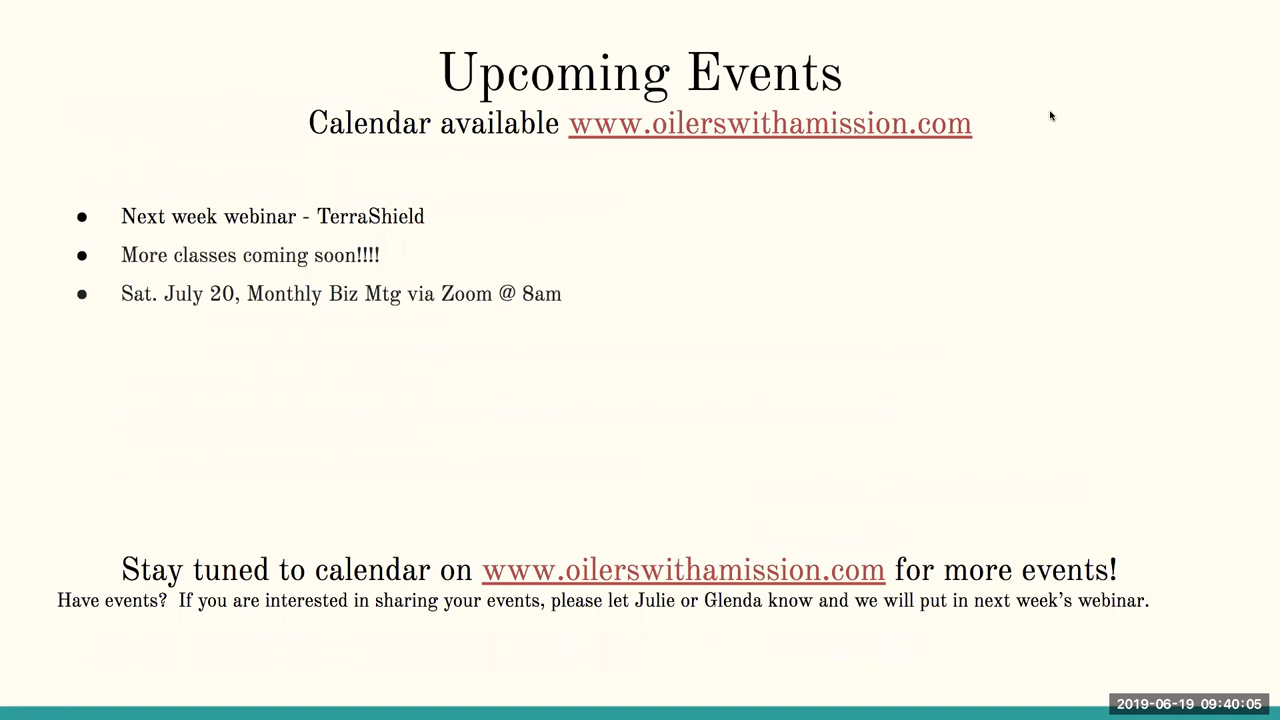 Upcoming Events
Calendar available www.oilerswithamission.com
● Next week webinar - TerraShield
● More classes coming soon!!!!
● Sat. July 20, Monthly Biz Mtg via Zoom @ 8am
Stay tuned to calendar on www.oilerswithamission.com for more events!
Have events? If you are interested in sharing your events, please let Julie or Glenda know and we will put in next week's webinar.
2019-06-19 09:40:05